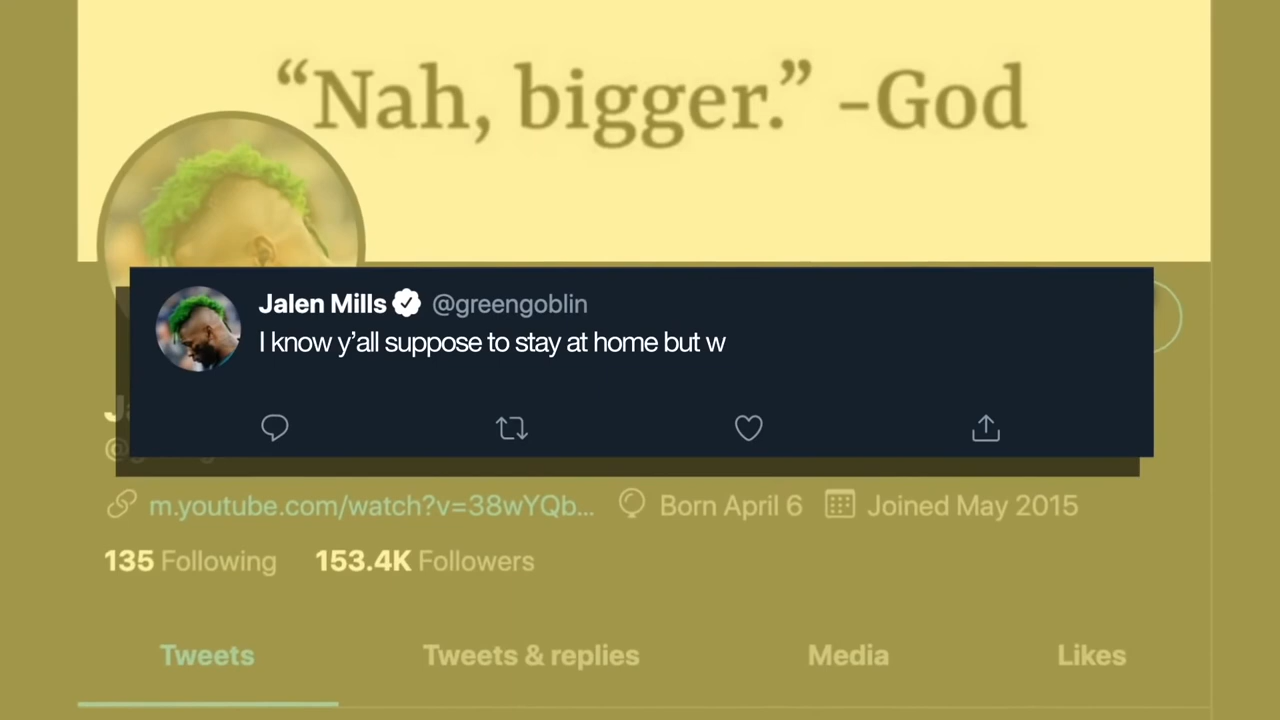 “Nah, bigger.” -God
Jalen Mills @greengoblin
I know y’all suppose to stay at home but w
m.youtube.com/watch?v=38wYQb... Born April 6 Joined May 2015
135 Following 153.4K Followers
Tweets Tweets & replies Media Likes